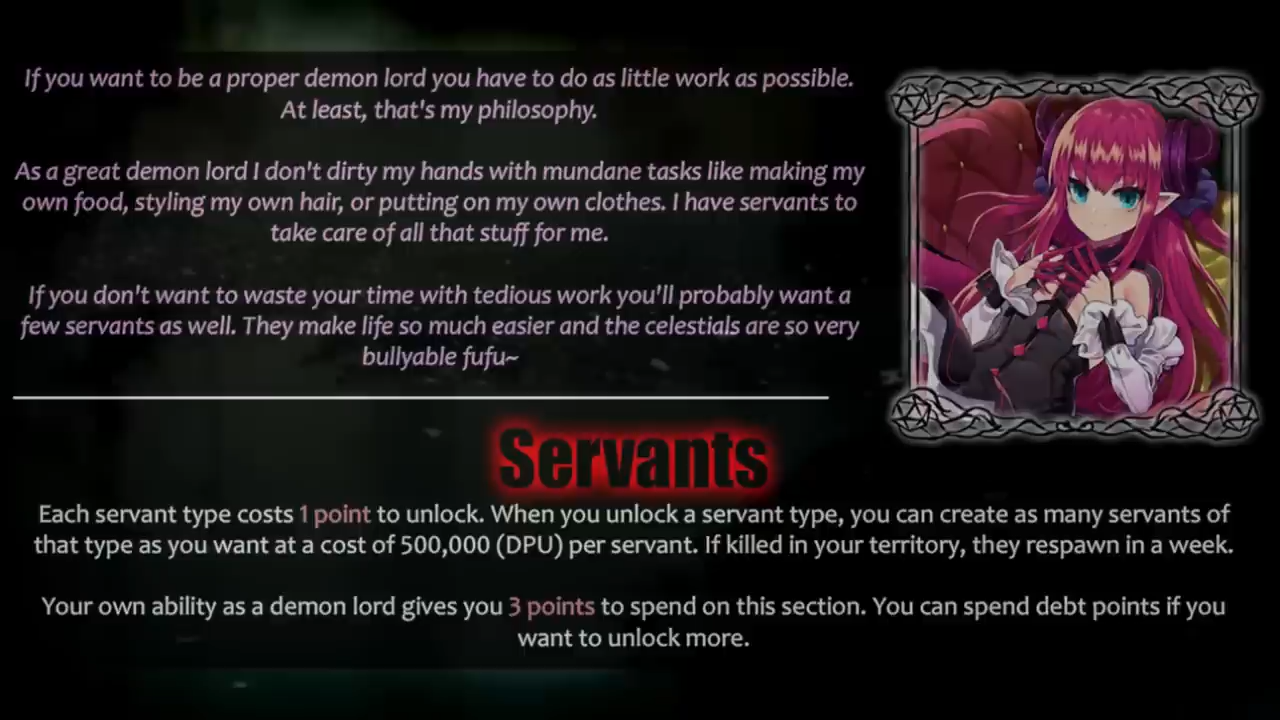 If you want to be a proper demon lord you have to do as little work as possible.
At least, that's my philosophy.
As a great demon lord I don't dirty my hands with mundane tasks like making my
own food, styling my own hair, or putting on my own clothes. I have servants to
take care of all that stuff for me.
If you don't want to waste your time with tedious work you'll probably want a
few servants as well. They make life so much easier and the celestials are so very
bullyable fufu~
Servants
Each servant type costs 1 point to unlock. When you unlock a servant type, you can create as many servants of
that type as you want at a cost of 500,000 (DPU) per servant. If killed in your territory, they respawn in a week.
Your own ability as a demon lord gives you 3 points to spend on this section. You can spend debt points if you
want to unlock more.